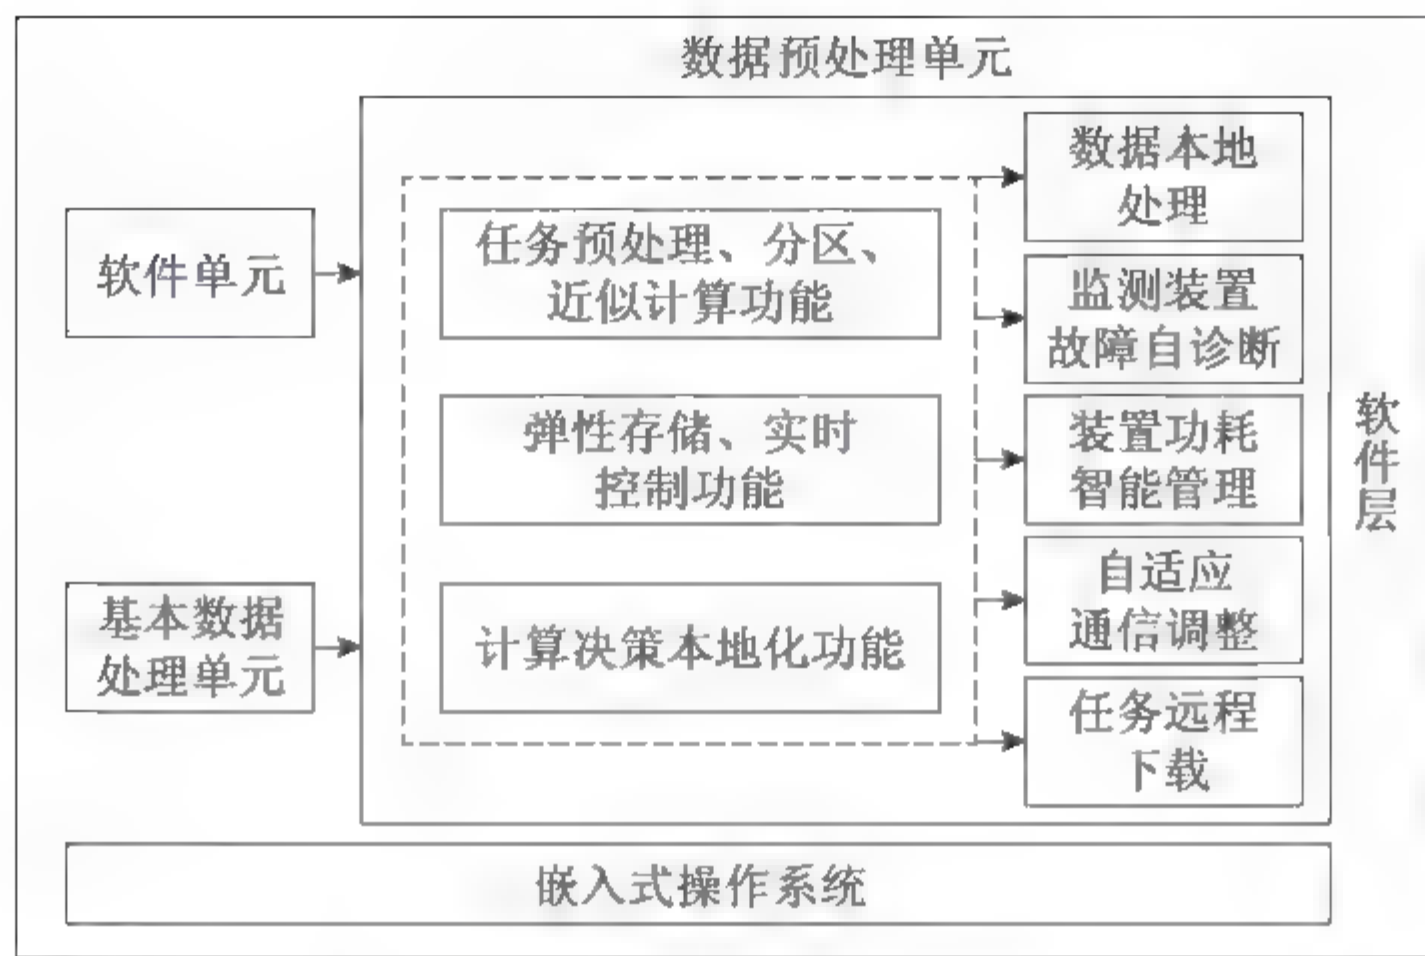 数据预处理单元
软件单元
基本数据
处理单元
任务预处理、分区、
近似计算功能
弹性存储、实时
控制功能
计算决策本地化功能
数据本地
处理
监测装置
故障自诊断
装置功耗
智能管理
自适应
通信调整
任务远程
下载
软件层
嵌入式操作系统